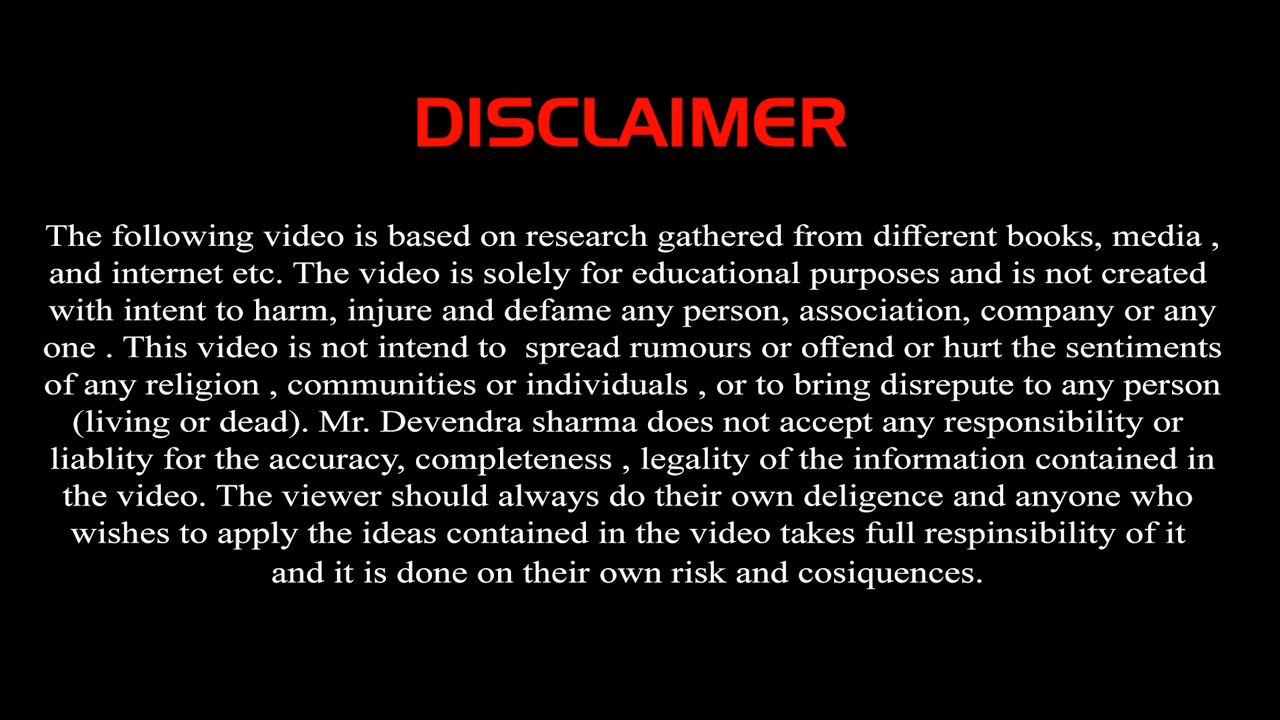 DISCLAIMER
The following video is based on research gathered from different books, media ,
and internet etc. The video is solely for educational purposes and is not created
with intent to harm, injure and defame any person, association, company or any
one . This video is not intend to  spread rumours or offend or hurt the sentiments
of any religion , communities or individuals , or to bring disrepute to any person
(living or dead). Mr. Devendra sharma does not accept any responsibility or
liablity for the accuracy, completeness , legality of the information contained in
the video. The viewer should always do their own deligence and anyone who
wishes to apply the ideas contained in the video takes full respinsibility of it
and it is done on their own risk and cosiquences.